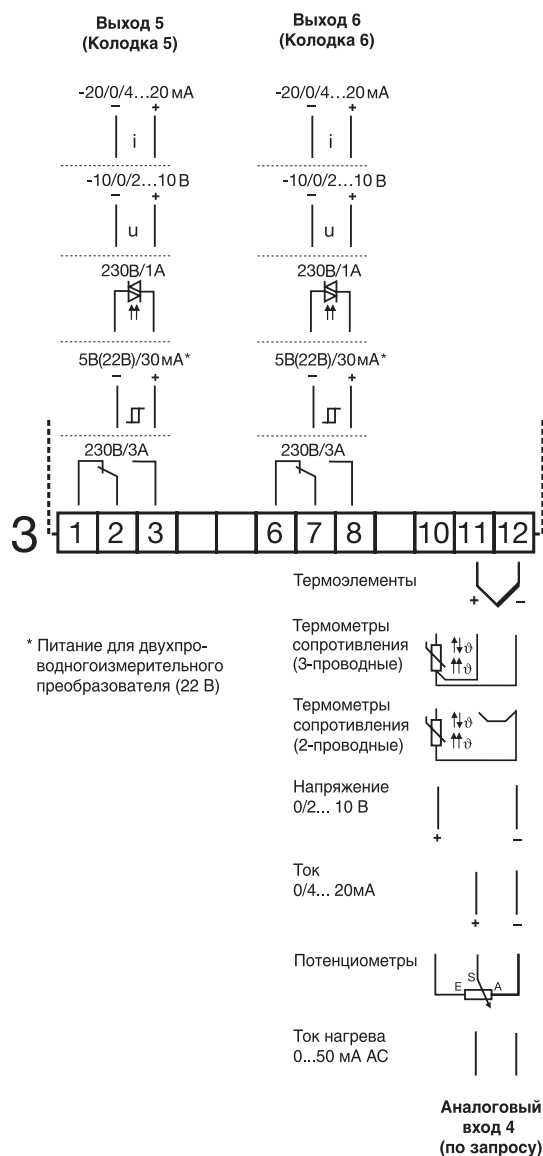 Выход 5
(Колодка 5)
Выход 6
(Колодка 6)
-20/0/4...20 мА
-20/0/4...20 мА
– +
– +
i
i
-10/0/2...10 В
-10/0/2...10 В
– +
– +
u
u
230В/1А
230В/1А
5В(22В)/30 мА*
5В(22В)/30 мА*
– +
– +
230В/3А
230В/3А
3
1 2 3 6 7 8 10 11 12
Термоэлементы
+ –
* Питание для двухпро-
водногоизмерительного
преобразователя (22 В)
Термометры
сопротивления
(3-проводные)
ϑ
ϑ
Термометры
сопротивления
(2-проводные)
ϑ
ϑ
Напряжение
0/2... 10 В
+ –
Ток
0/4... 20мА
+ –
Потенциометры
S
E A
Ток нагрева
0...50 мА АС
Аналоговый
вход 4
(по запросу)